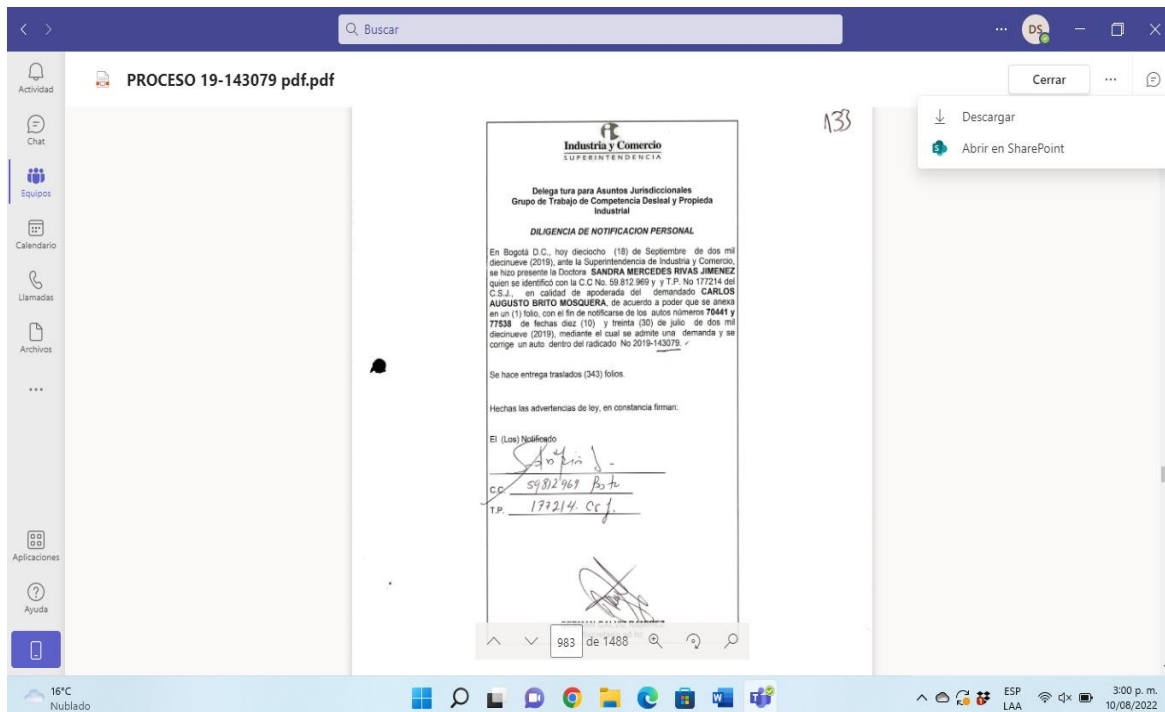 Buscar
DS
Actividad
Chat
Equipos
Calendario
Llamadas
Archivos
Aplicaciones
Ayuda
PROCESO 19-143079 pdf.pdf
Cerrar
Descargar
Abrir en SharePoint
133
Industria y Comercio
SUPERINTENDENCIA
Delega tura para Asuntos Jurisdiccionales
Grupo de Trabajo de Competencia Desleal y Propieda
Industrial
DILIGENCIA DE NOTIFICACION PERSONAL
En Bogotá D.C., hoy dieciocho (18) de Septiembre de dos mil
diecinueve (2019), ante la Superintendencia de Industria y Comercio,
se hizo presente la Doctora SANDRA MERCEDES RIVAS JIMENEZ
quien se identificó con la C.C No. 59.812.969 y y T.P. No 177214 del
C.S.J., en calidad de apoderada del demandado CARLOS
AUGUSTO BRITO MOSQUERA, de acuerdo a poder que se anexa
en un (1) folio, con el fin de notificarse de los autos números 70441 y
77538 de fechas diez (10) y treinta (30) de julio de dos mil
diecinueve (2019), mediante el cual se admite una demanda y se
corrige un auto dentro del radicado No 2019-143079.
Se hace entrega traslados (343) folios.
Hechas las advertencias de ley, en constancia firman:
El (Los) Notificado
C.C. 59812969
T.P. 177214. CSJ.
983 de 1488
16°C
Nublado
ESP
LAA
3:00 p. m.
10/08/2022